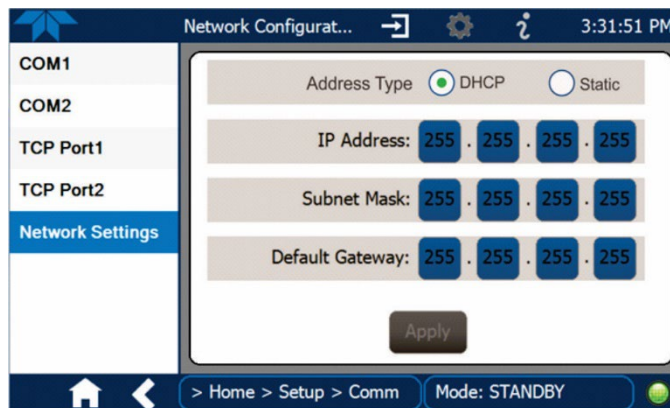 Network Configurat... 3:31:51 PM
COM1
COM2
TCP Port1
TCP Port2
Network Settings
Address Type DHCP Static
IP Address: 255 . 255 . 255 . 255
Subnet Mask: 255 . 255 . 255 . 255
Default Gateway: 255 . 255 . 255 . 255
Apply
> Home > Setup > Comm Mode: STANDBY